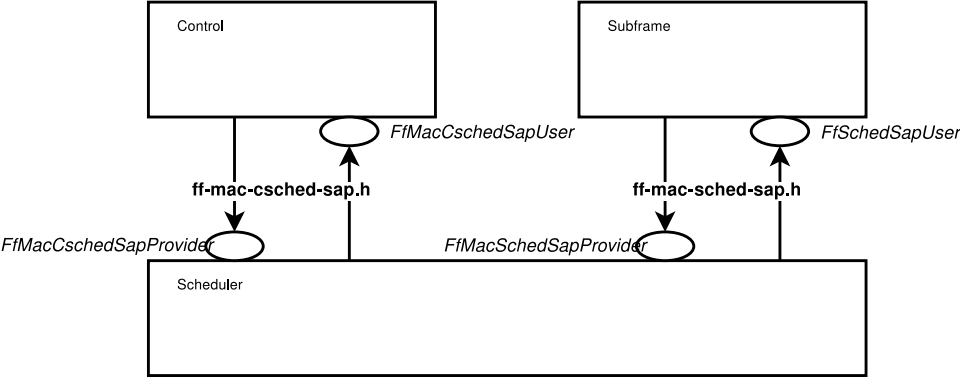 Control
Subframe
FfMacCschedSapUser
FfSchedSapUser
ff-mac-csched-sap.h
ff-mac-sched-sap.h
FfMacCschedSapProvider
FfMacSchedSapProvider
Scheduler